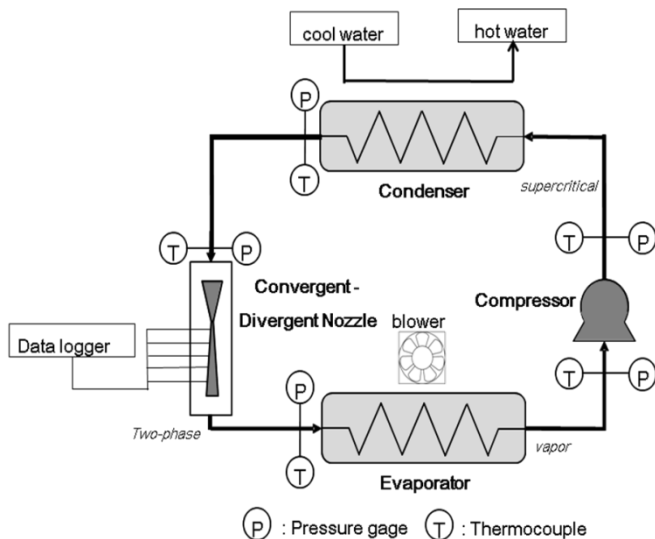 cool water
hot water
P
T
Condenser
supercritical
T
P
T
P
Convergent -
Divergent Nozzle
Compressor
blower
Data logger
T
P
P
Two-phase
T
vapor
Evaporator
P : Pressure gage T : Thermocouple